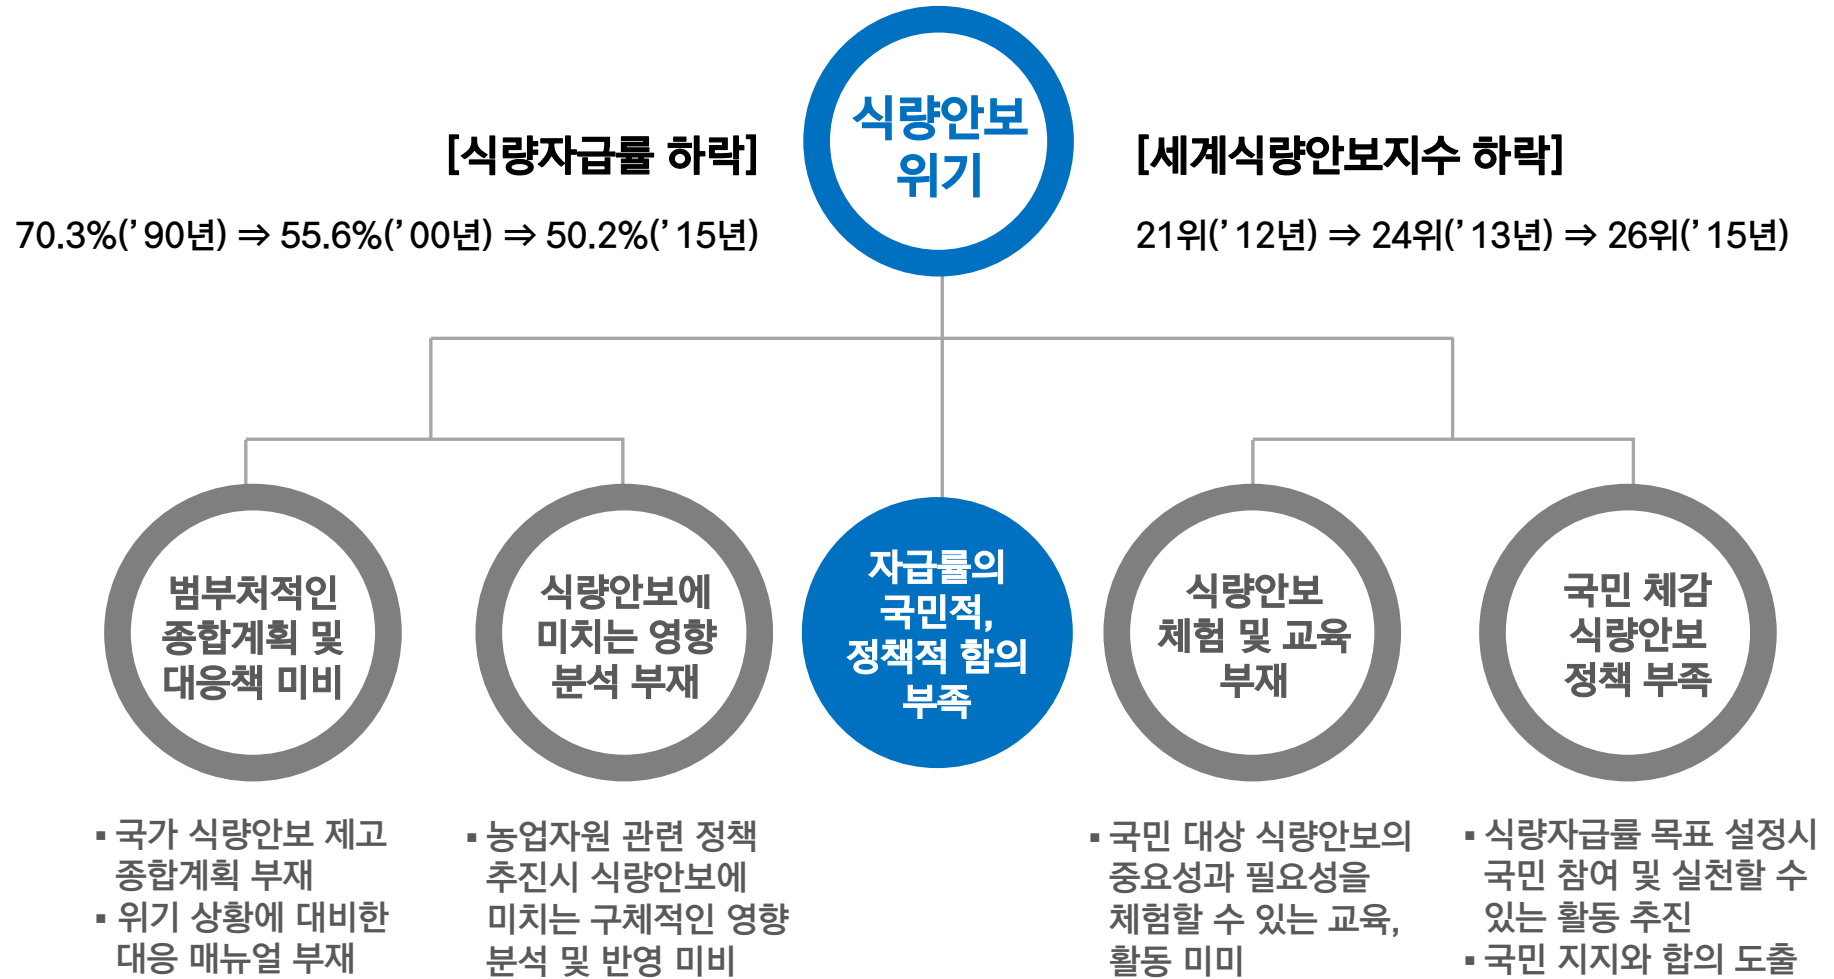 식량안보
위기
[식량자급률 하락]
70.3%(’90년) ⇒ 55.6%(’00년) ⇒ 50.2%(’15년)
[세계식량안보지수 하락]
21위(’12년) ⇒ 24위(’13년) ⇒ 26위(’15년)
범부처적인
종합계획 및
대응책 미비
식량안보에
미치는 영향
분석 부재
자급률의
국민적,
정책적 함의
부족
식량안보
체험 및 교육
부재
국민 체감
식량안보
정책 부족
▪ 국가 식량안보 제고
종합계획 부재
▪ 위기 상황에 대비한
대응 매뉴얼 부재
▪ 농업자원 관련 정책
추진시 식량안보에
미치는 구체적인 영향
분석 및 반영 미비
▪ 국민 대상 식량안보의
중요성과 필요성을
체험할 수 있는 교육,
활동 미미
▪ 식량자급률 목표 설정시
국민 참여 및 실천할 수
있는 활동 추진
▪ 국민 지지와 합의 도출